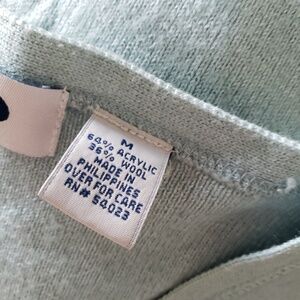 M
64% ACRYLIC
36% WOOL
MADE IN
PHILIPPINES
OVER FOR CARE
RN# 54023